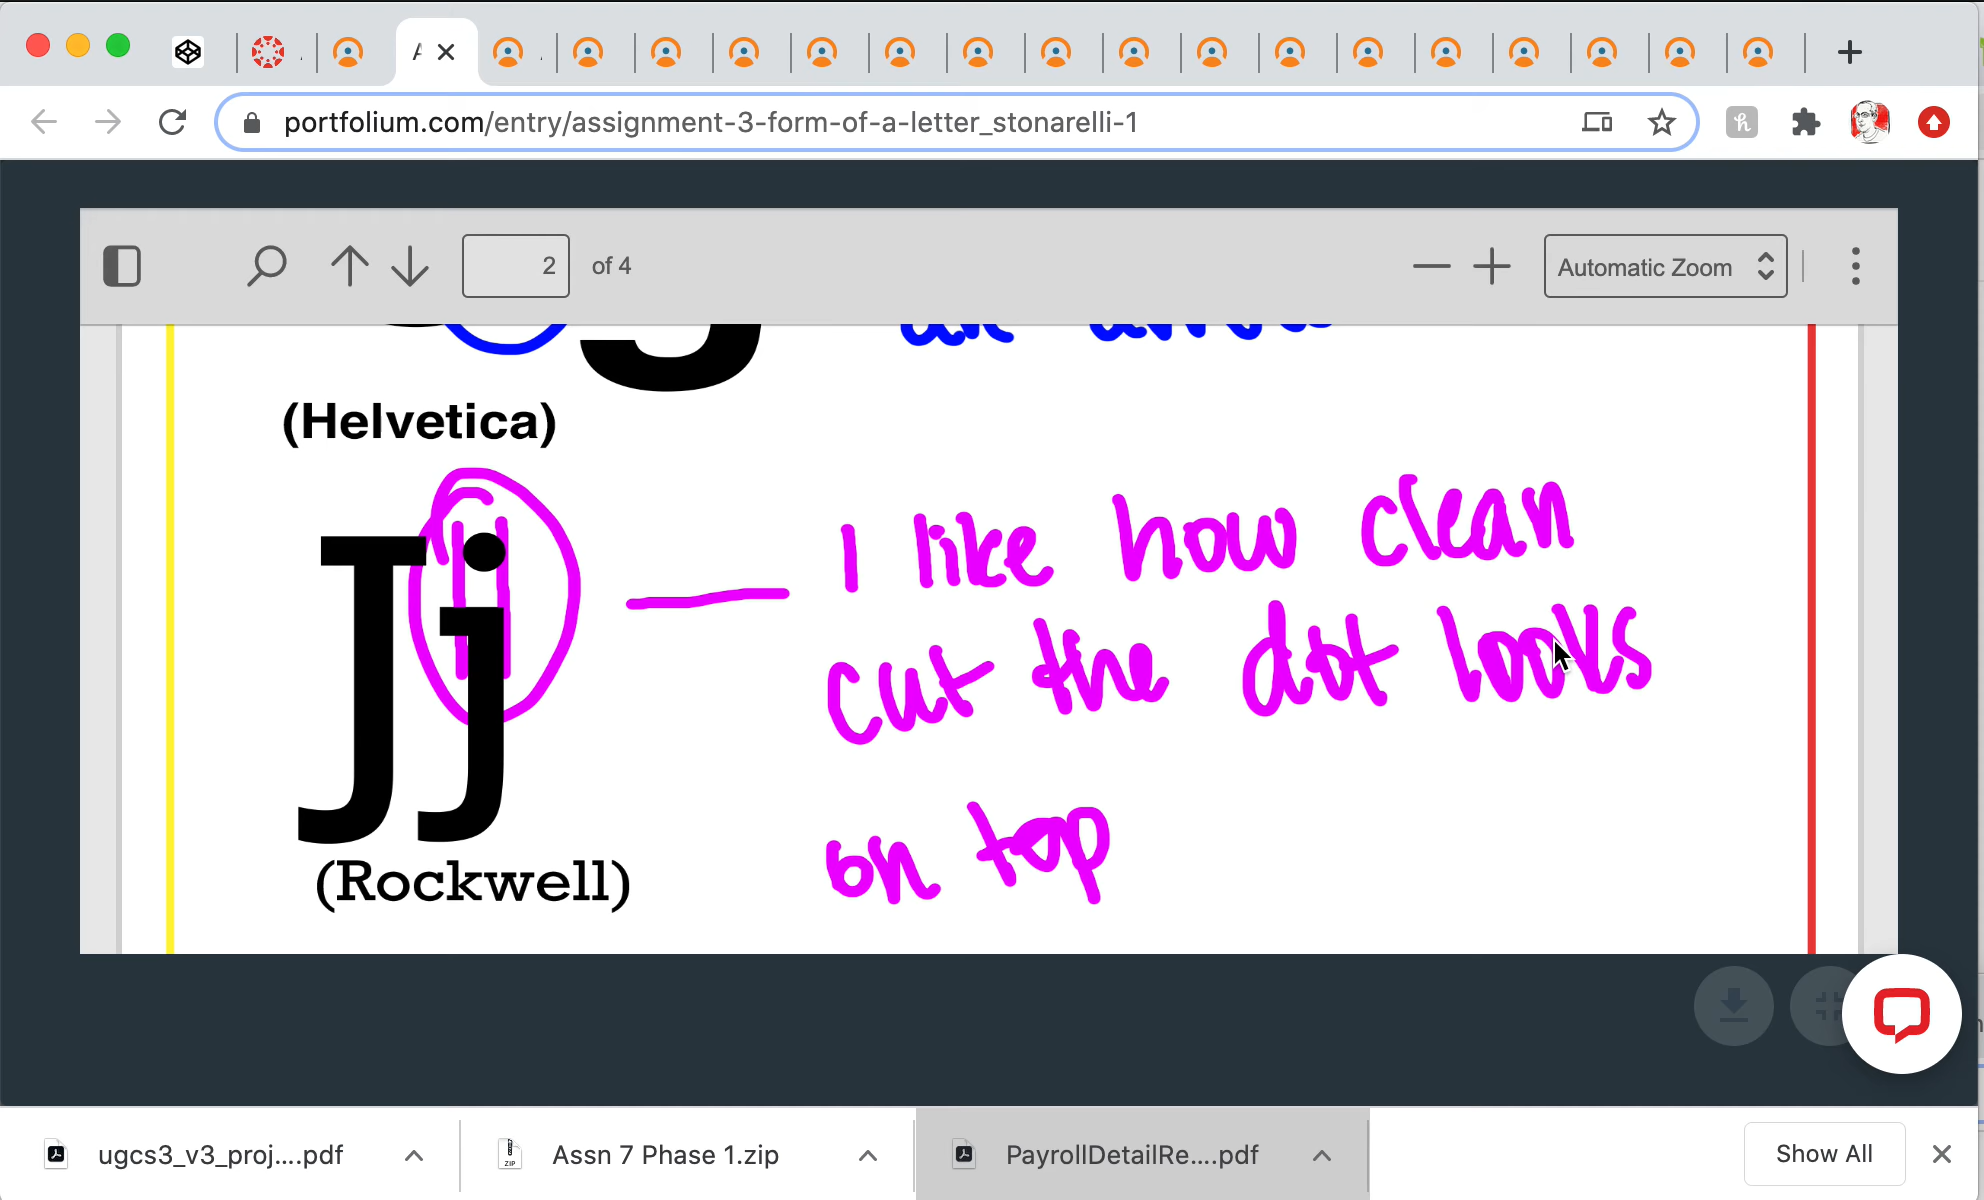 portfolium.com/entry/assignment-3-form-of-a-letter_stonarelli-1
2 of 4
Automatic Zoom
(Helvetica)
Jj
I like how clean
cut the dot looks
on top
(Rockwell)
ugcs3_v3_proj....pdf
Assn 7 Phase 1.zip
PayrollDetailRe....pdf
Show All